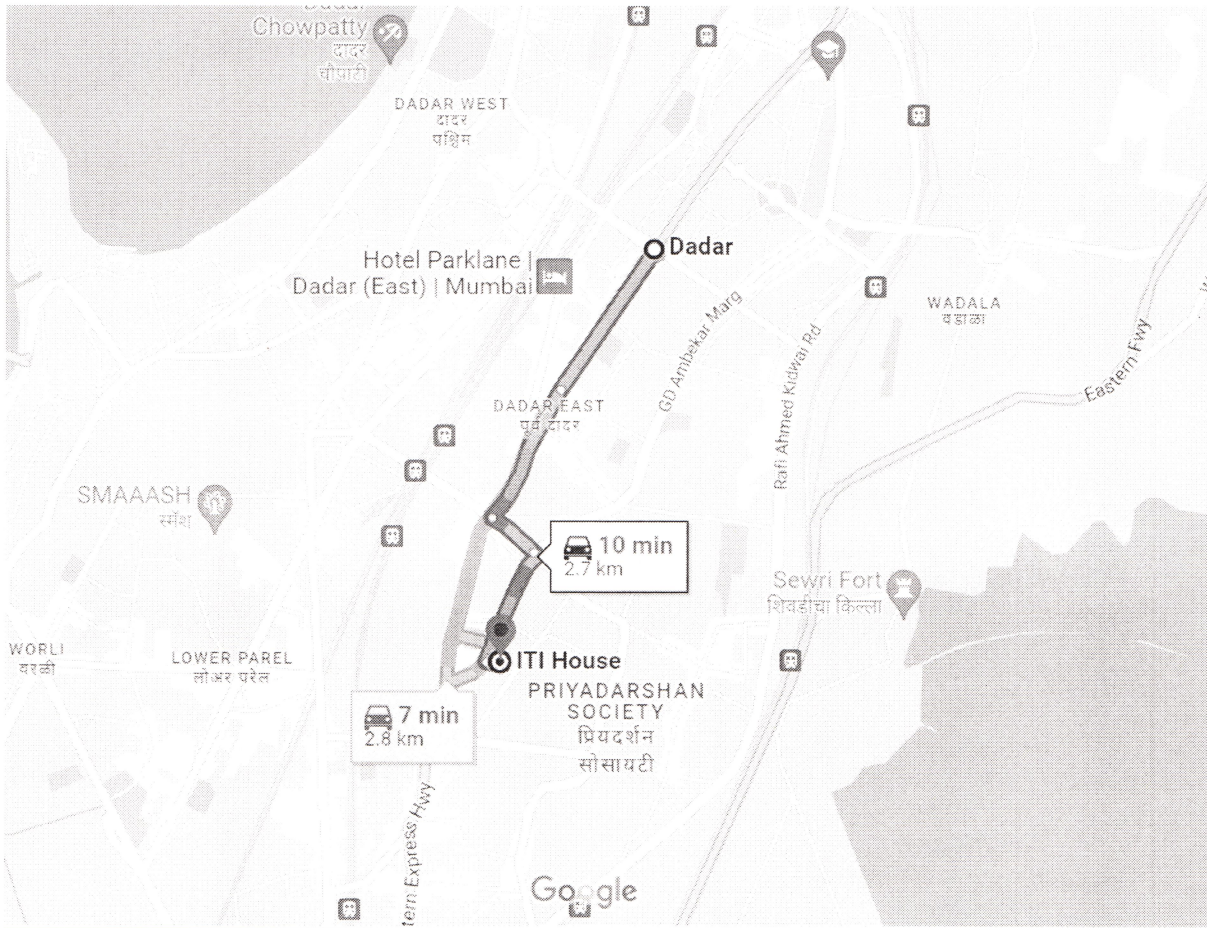 Dadar
Chowpatty
दादर
चौपाटी
DADAR WEST
दादर
पश्चिम
Dadar
Hotel Parklane |
Dadar (East) | Mumbai
WADALA
वडाळा
GD Ambekar Marg
Rafi Ahmed Kidwai Rd
Eastern Fwy
DADAR EAST
पूर्व दादर
SMAAASH
स्मॅश
10 min
2.7 km
Sewri Fort
शिवडीचा किल्ला
WORLI
वरळी
LOWER PAREL
लोअर परेल
ITI House
PRIYADARSHAN
SOCIETY
प्रियदर्शन
सोसायटी
7 min
2.8 km
tern Express Hwy
Google